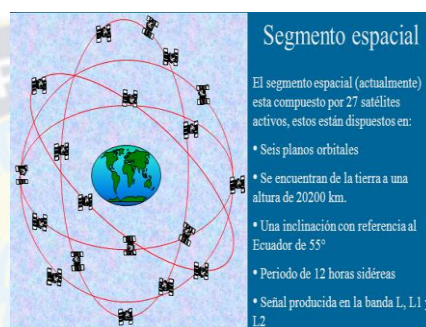 Segmento espacial
El segmento espacial (actualmente)
esta compuesto por 27 satélites
activos, estos están dispuestos en:
• Seis planos orbitales
• Se encuentran de la tierra a una
altura de 20200 km.
• Una inclinación con referencia al
Ecuador de 55°
• Periodo de 12 horas sidéreas
• Señal producida en la banda L, L1 y
L2